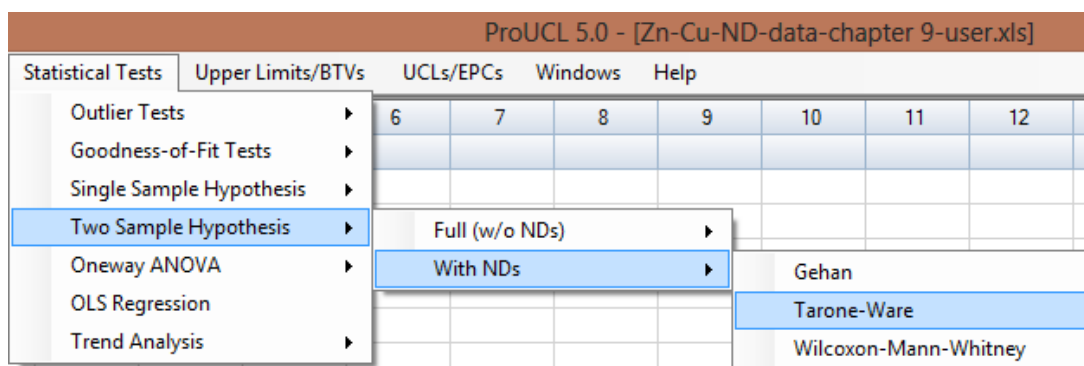 ProUCL 5.0 - [Zn-Cu-ND-data-chapter 9-user.xls]
Statistical Tests Upper Limits/BTVs UCLs/EPCs Windows Help
Outlier Tests
6 7 8 9 10 11 12
Goodness-of-Fit Tests
Single Sample Hypothesis
Two Sample Hypothesis
Full (w/o NDs)
Oneway ANOVA
With NDs
Gehan
OLS Regression
Tarone-Ware
Trend Analysis
Wilcoxon-Mann-Whitney